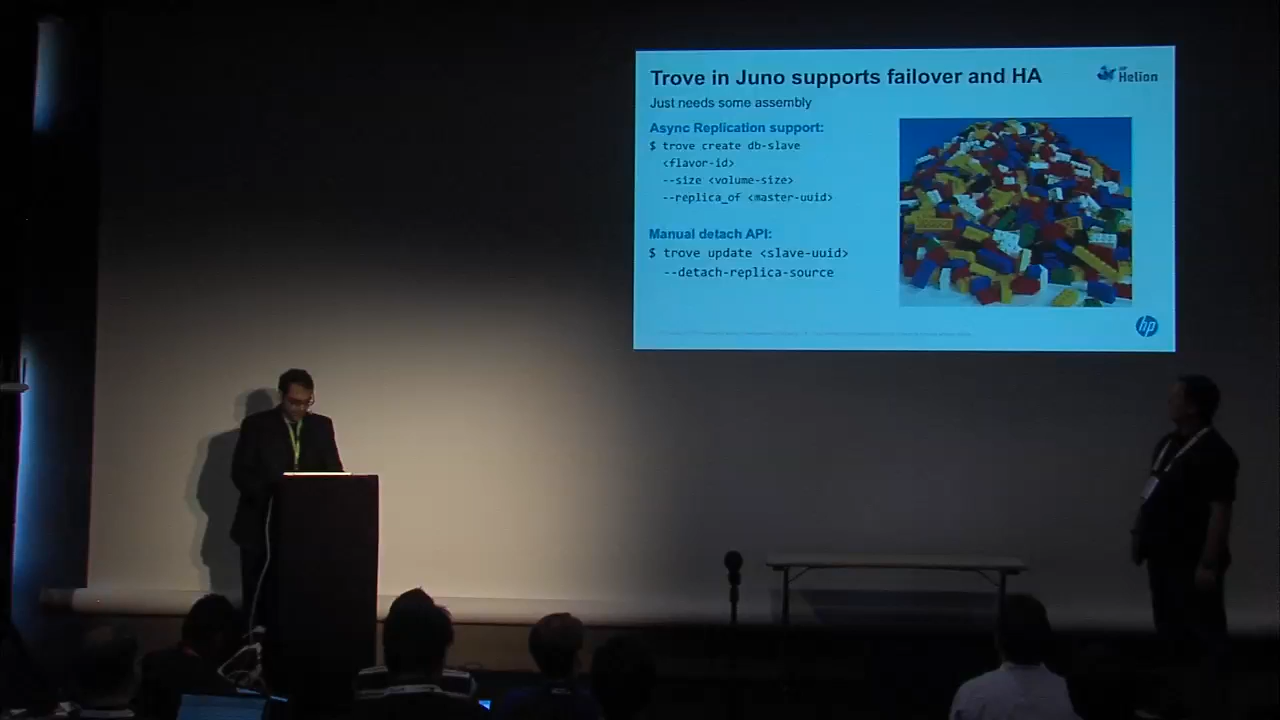 Trove in Juno supports failover and HA
HP Helion
Just needs some assembly
Async Replication support:
$ trove create db-slave
<flavor-id>
--size <volume-size>
--replica_of <master-uuid>
Manual detach API:
$ trove update <slave-uuid>
--detach-replica-source
hp